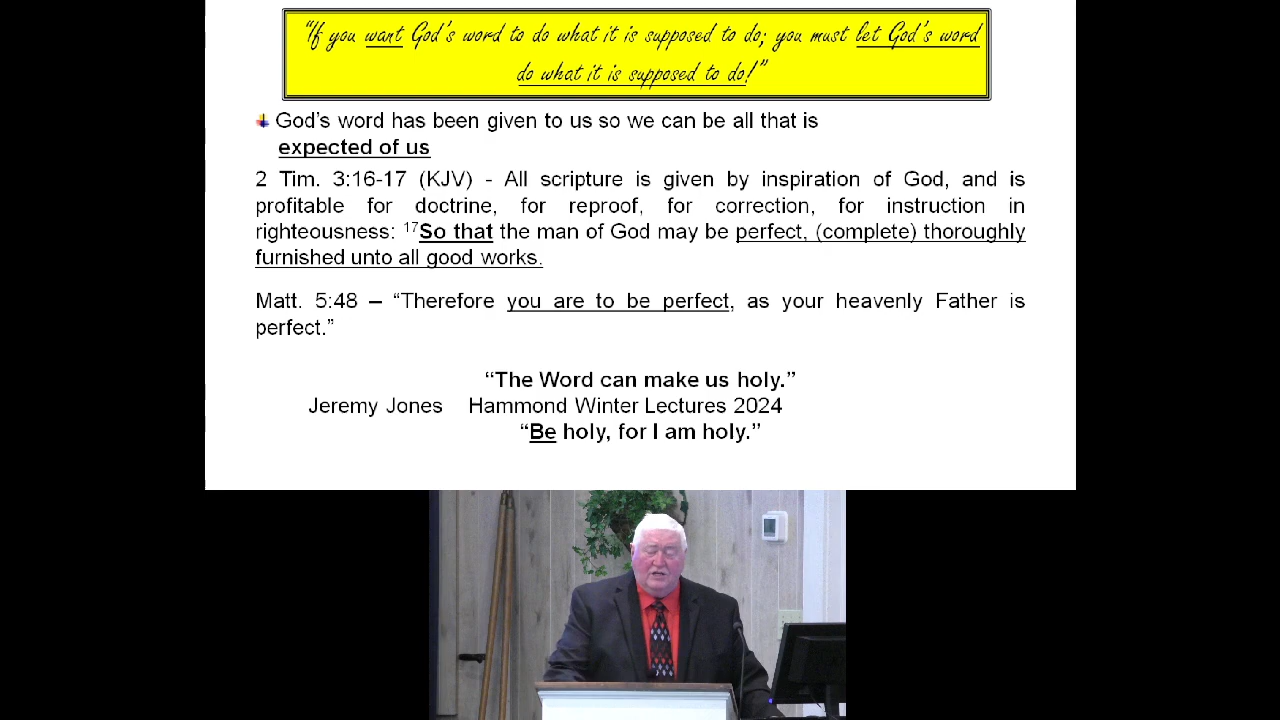 “If you want God’s word to do what it is supposed to do; you must let God’s word
do what it is supposed to do!”
God’s word has been given to us so we can be all that is
expected of us
2 Tim. 3:16-17 (KJV) - All scripture is given by inspiration of God, and is
profitable for doctrine, for reproof, for correction, for instruction in
righteousness: ¹⁷So that the man of God may be perfect, (complete) thoroughly
furnished unto all good works.
Matt. 5:48 – “Therefore you are to be perfect, as your heavenly Father is
perfect.”
“The Word can make us holy.”
Jeremy Jones Hammond Winter Lectures 2024
“Be holy, for I am holy.”